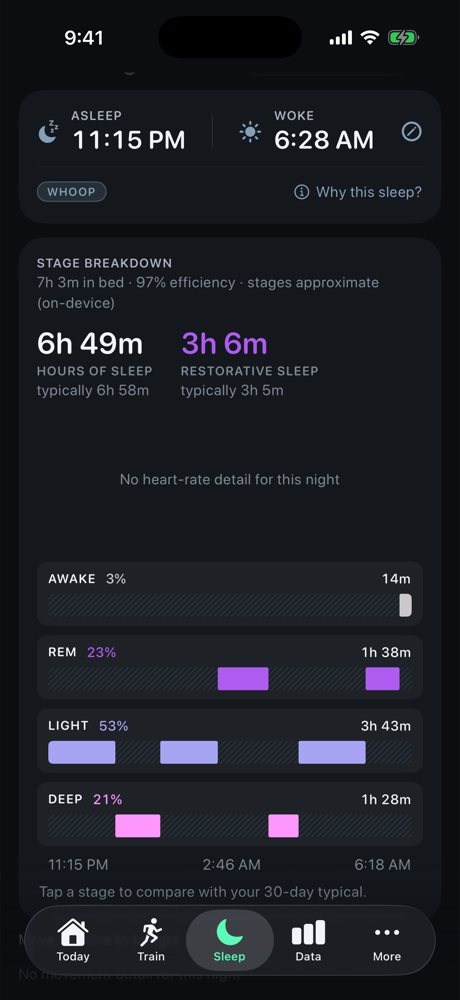 9:41
ASLEEP
11:15 PM
WOKE
6:28 AM
WHOOP
Why this sleep?
STAGE BREAKDOWN
7h 3m in bed · 97% efficiency · stages approximate
(on-device)
6h 49m
HOURS OF SLEEP
typically 6h 58m
3h 6m
RESTORATIVE SLEEP
typically 3h 5m
No heart-rate detail for this night
AWAKE 3% 14m
REM 23% 1h 38m
LIGHT 53% 3h 43m
DEEP 21% 1h 28m
11:15 PM 2:46 AM 6:18 AM
Tap a stage to compare with your 30-day typical.
Today Train Sleep Data More
No movement detail for this night